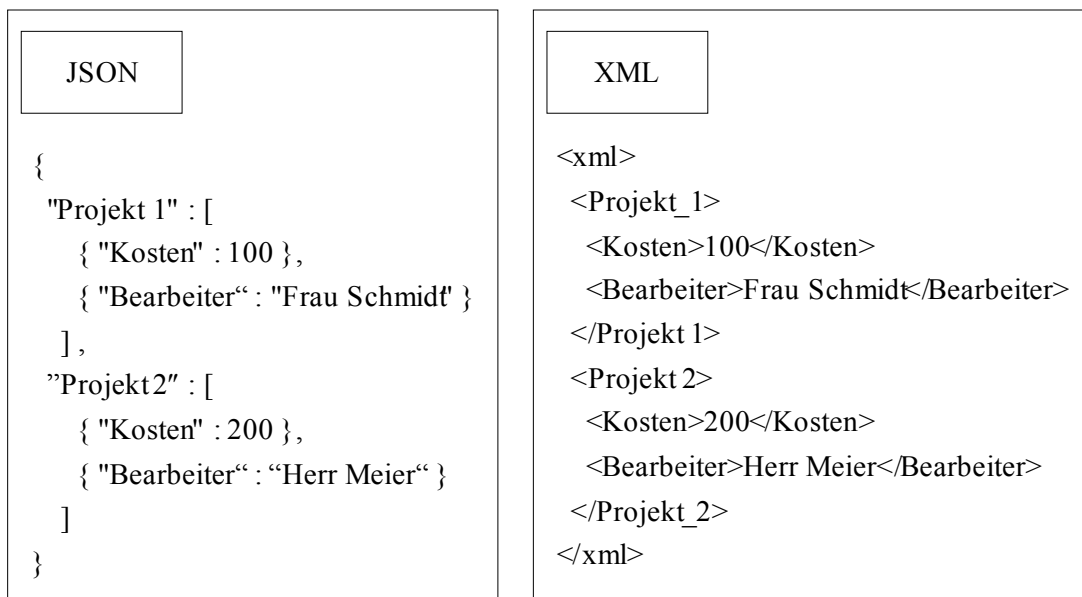 JSON
{
"Projekt 1" : [
{ "Kosten" : 100 },
{ "Bearbeiter“ : "Frau Schmidt" }
] ,
”Projekt 2" : [
{ "Kosten" : 200 },
{ "Bearbeiter“ : “Herr Meier“ }
]
}
XML
<xml>
<Projekt_1>
<Kosten>100</Kosten>
<Bearbeiter>Frau Schmidt</Bearbeiter>
</Projekt 1>
<Projekt 2>
<Kosten>200</Kosten>
<Bearbeiter>Herr Meier</Bearbeiter>
</Projekt_2>
</xml>